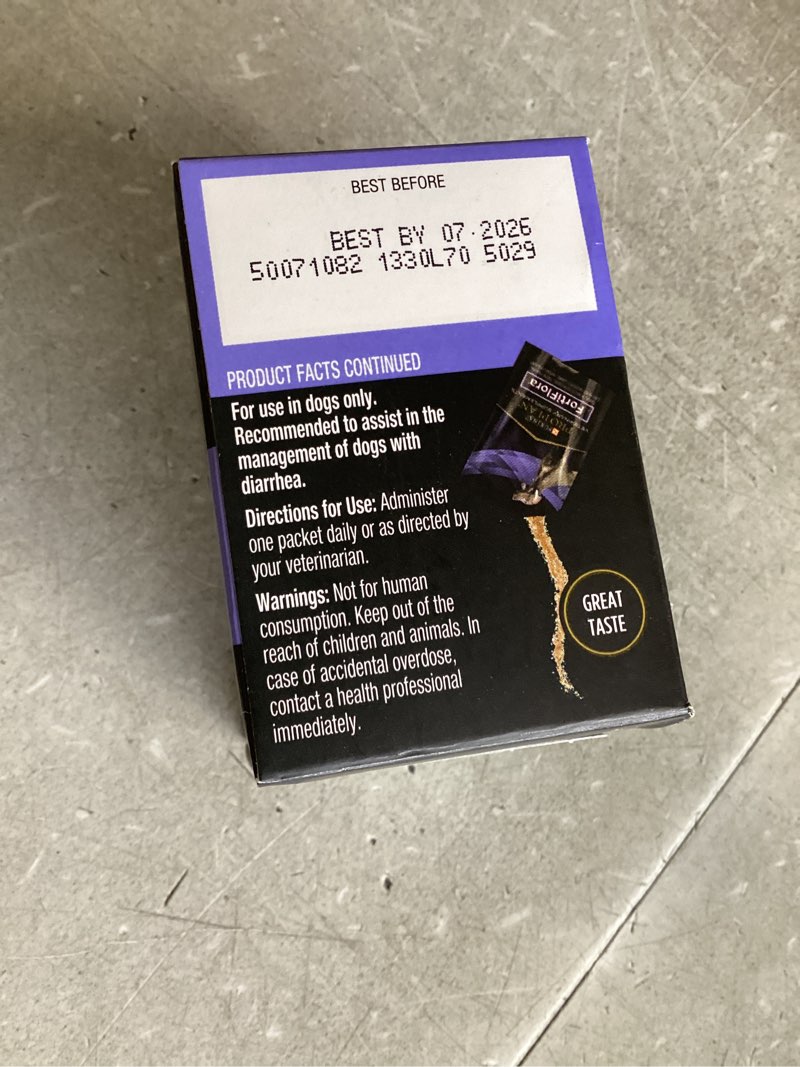 BEST BEFORE
BEST BY 07.2026
50071082 1330L70 5029
PRODUCT FACTS CONTINUED
For use in dogs only.
Recommended to assist in the
management of dogs with
diarrhea.
Directions for Use: Administer
one packet daily or as directed by
your veterinarian.
Warnings: Not for human
consumption. Keep out of the
reach of children and animals. In
case of accidental overdose,
contact a health professional
immediately.
FortiFlora
PRO PLAN
GREAT
TASTE